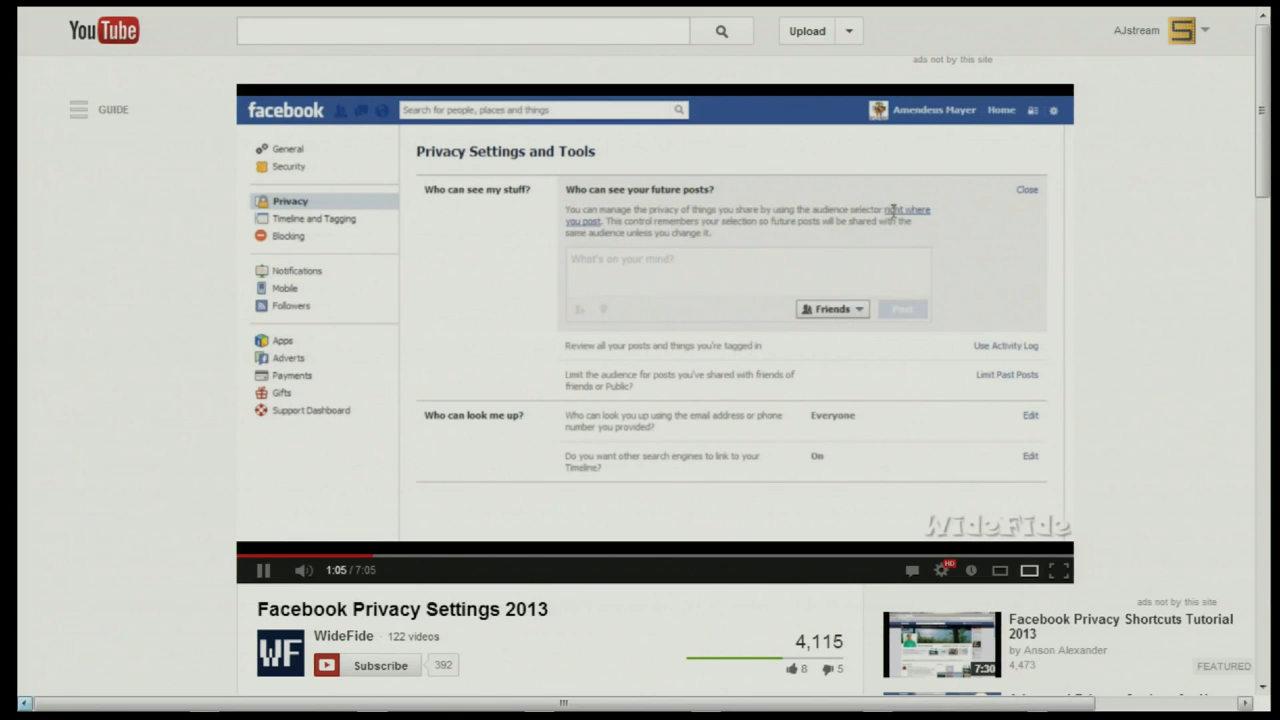 YouTube
Upload
AJstream
ads not by this site
GUIDE
facebook
Search for people, places and things
Amendeus Mayer Home
General
Security
Privacy
Timeline and Tagging
Blocking
Notifications
Mobile
Followers
Apps
Adverts
Payments
Gifts
Support Dashboard
Privacy Settings and Tools
Who can see my stuff?
Who can see your future posts?
Close
You can manage the privacy of things you share by using the audience selector right where
you post. This control remembers your selection so future posts will be shared with the
same audience unless you change it.
What's on your mind?
Friends
Post
Review all your posts and things you're tagged in
Use Activity Log
Limit the audience for posts you've shared with friends of
friends or Public?
Limit Past Posts
Who can look me up?
Who can look you up using the email address or phone
number you provided?
Everyone
Edit
Do you want other search engines to link to your
Timeline?
On
Edit
WideFide
1:05 / 7:05
HD
Facebook Privacy Settings 2013
WF
WideFide · 122 videos
Subscribe
392
4,115
8
5
ads not by this site
7:30
Facebook Privacy Shortcuts Tutorial
2013
by Anson Alexander
4,473
FEATURED